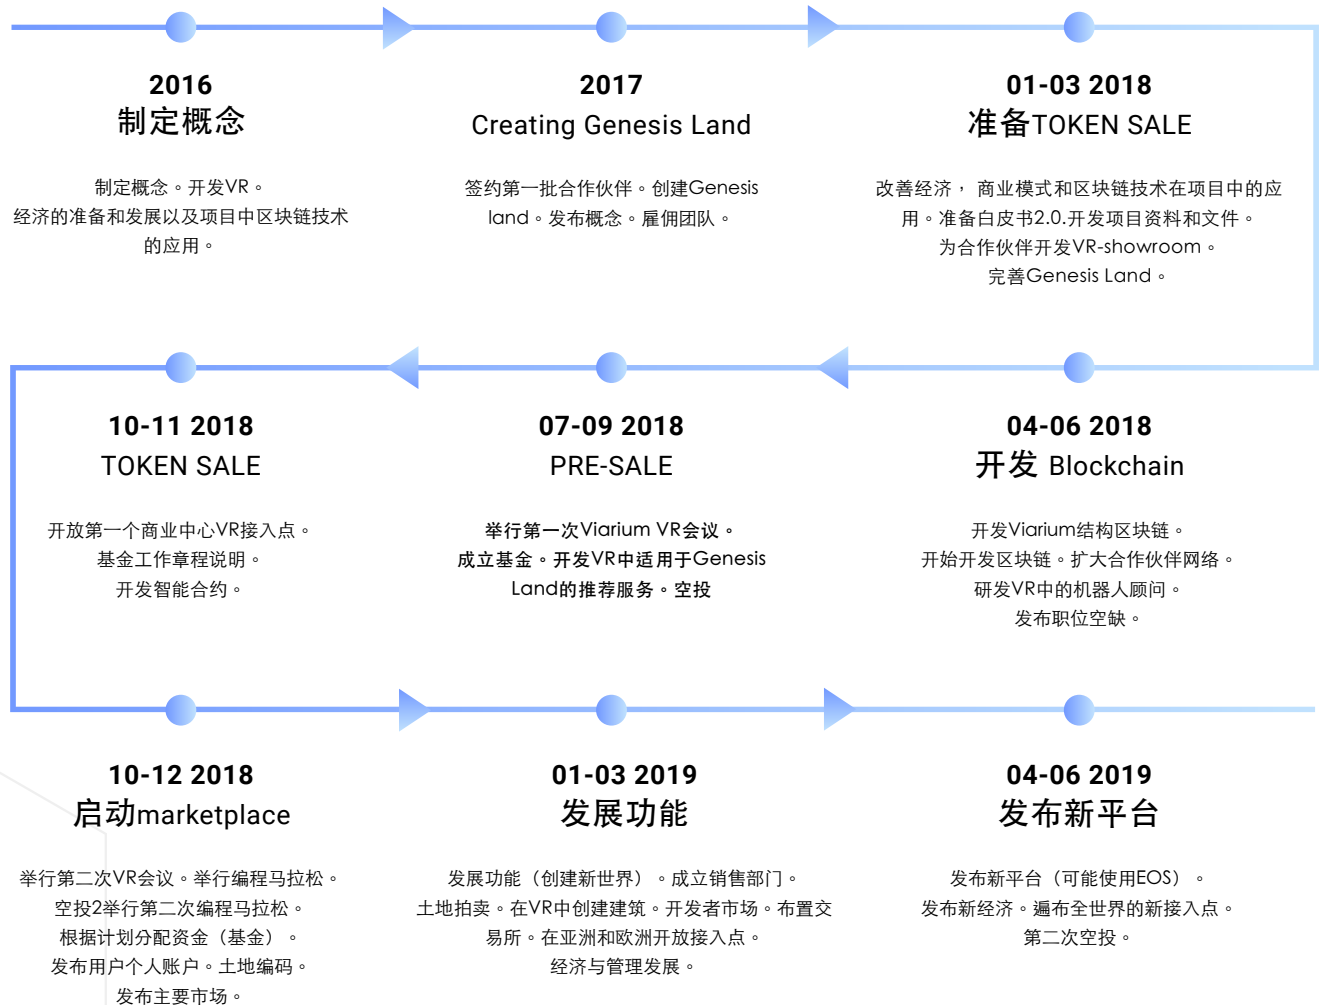 2016
制定概念
制定概念。开发VR。
经济的准备和发展以及项目中区块链技术
的应用。
2017
Creating Genesis Land
签约第一批合作伙伴。创建Genesis
land。发布概念。雇佣团队。
01-03 2018
准备TOKEN SALE
改善经济， 商业模式和区块链技术在项目中的应
用。准备白皮书2.0.开发项目资料和文件。
为合作伙伴开发VR-showroom。
完善Genesis Land。
10-11 2018
TOKEN SALE
开放第一个商业中心VR接入点。
基金工作章程说明。
开发智能合约。
07-09 2018
PRE-SALE
举行第一次Viarium VR会议。
成立基金。开发VR中适用于Genesis
Land的推荐服务。空投
04-06 2018
开发 Blockchain
开发Viarium结构区块链。
开始开发区块链。扩大合作伙伴网络。
研发VR中的机器人顾问。
发布职位空缺。
10-12 2018
启动marketplace
举行第二次VR会议。举行编程马拉松。
空投2举行第二次编程马拉松。
根据计划分配资金（基金）。
发布用户个人账户。土地编码。
发布主要市场。
01-03 2019
发展功能
发展功能（创建新世界）。成立销售部门。
土地拍卖。在VR中创建建筑。开发者市场。布置交
易所。在亚洲和欧洲开放接入点。
经济与管理发展。
04-06 2019
发布新平台
发布新平台（可能使用EOS）。
发布新经济。遍布全世界的新接入点。
第二次空投。